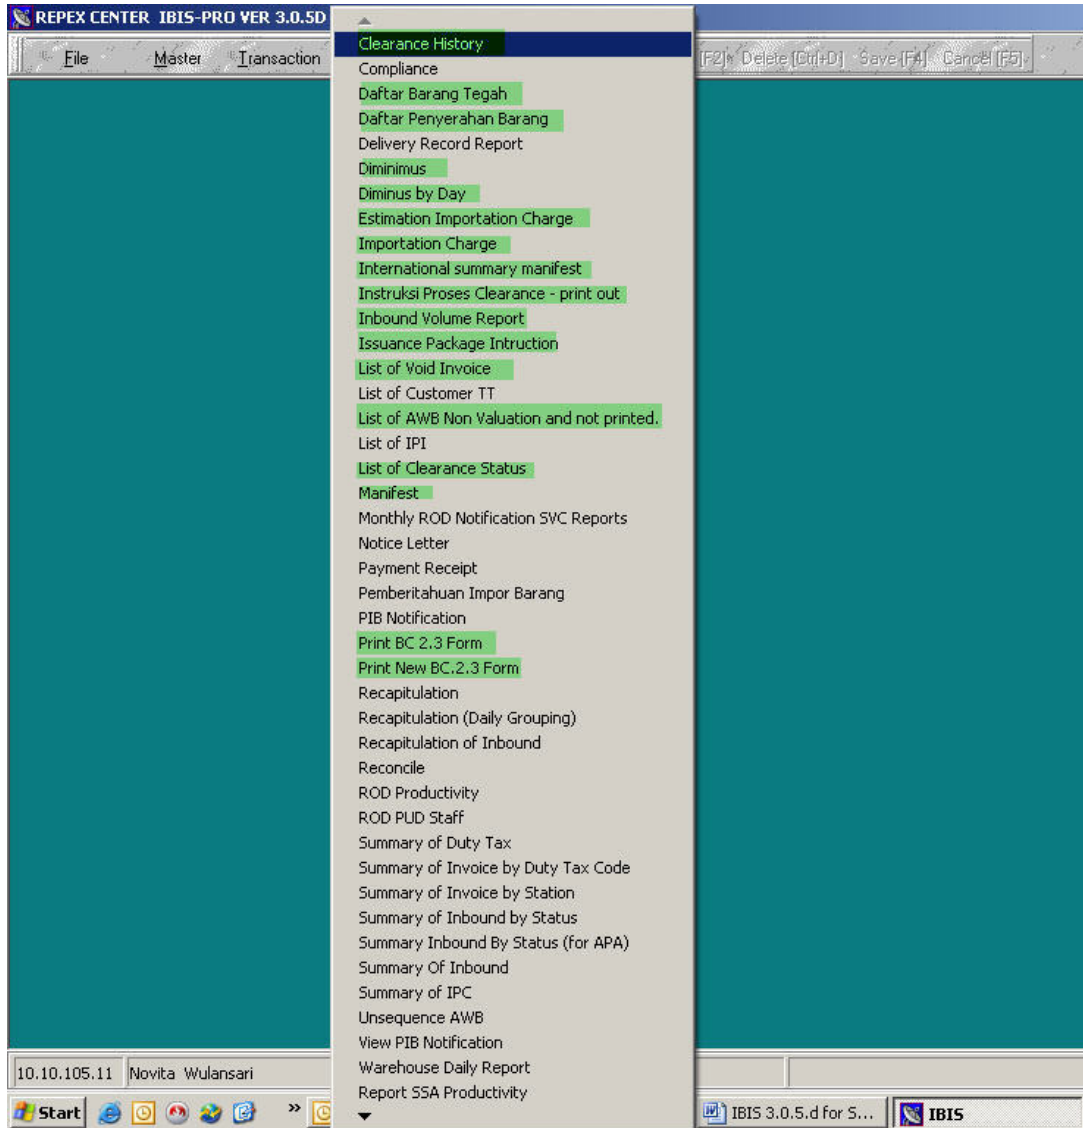 REPEX CENTER IBIS-PRO VER 3.0.5D
File Master Transaction [F2] Delete [Ctrl+D] Save [F4] Cancel [F5]
Clearance History
Compliance
Daftar Barang Tegah
Daftar Penyerahan Barang
Delivery Record Report
Diminimus
Diminus by Day
Estimation Importation Charge
Importation Charge
International summary manifest
Instruksi Proses Clearance - print out
Inbound Volume Report
Issuance Package Intruction
List of Void Invoice
List of Customer TT
List of AWB Non Valuation and not printed.
List of IPI
List of Clearance Status
Manifest
Monthly ROD Notification SVC Reports
Notice Letter
Payment Receipt
Pemberitahuan Impor Barang
PIB Notification
Print BC 2.3 Form
Print New BC.2.3 Form
Recapitulation
Recapitulation (Daily Grouping)
Recapitulation of Inbound
Reconcile
ROD Productivity
ROD PUD Staff
Summary of Duty Tax
Summary of Invoice by Duty Tax Code
Summary of Invoice by Station
Summary of Inbound by Status
Summary Inbound By Status (for APA)
Summary Of Inbound
Summary of IPC
Unsequence AWB
View PIB Notification
Warehouse Daily Report
Report SSA Productivity
10.10.105.11 Novita Wulansari
Start » IBIS 3.0.5.d for S... IBIS